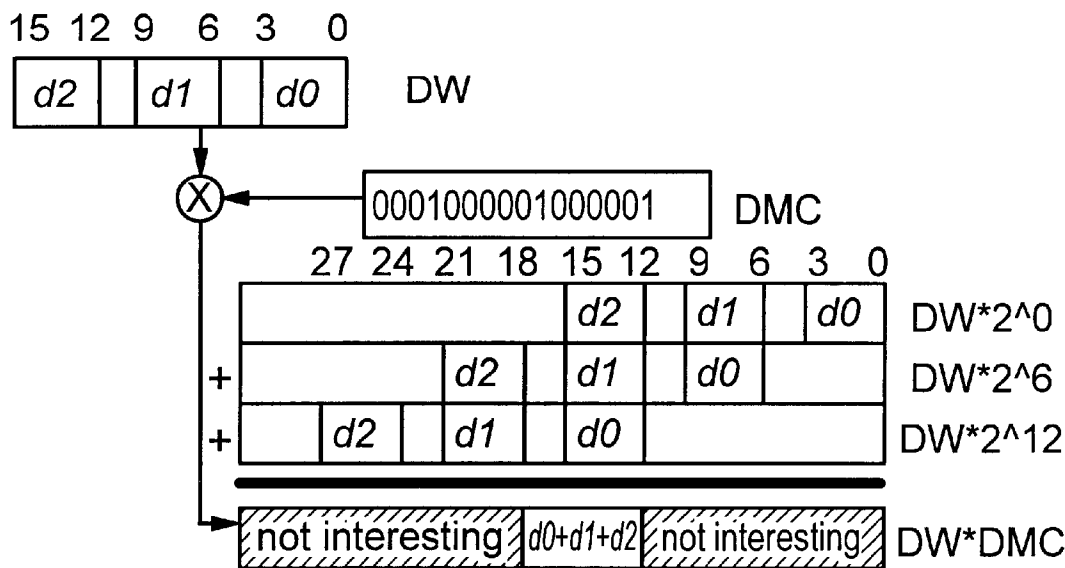 15 12 9 6 3 0
d2 d1 d0 DW
X 0001000001000001 DMC
27 24 21 18 15 12 9 6 3 0
d2 d1 d0 DW*2^0
+ d2 d1 d0 DW*2^6
+ d2 d1 d0 DW*2^12
not interesting d0+d1+d2 not interesting DW*DMC